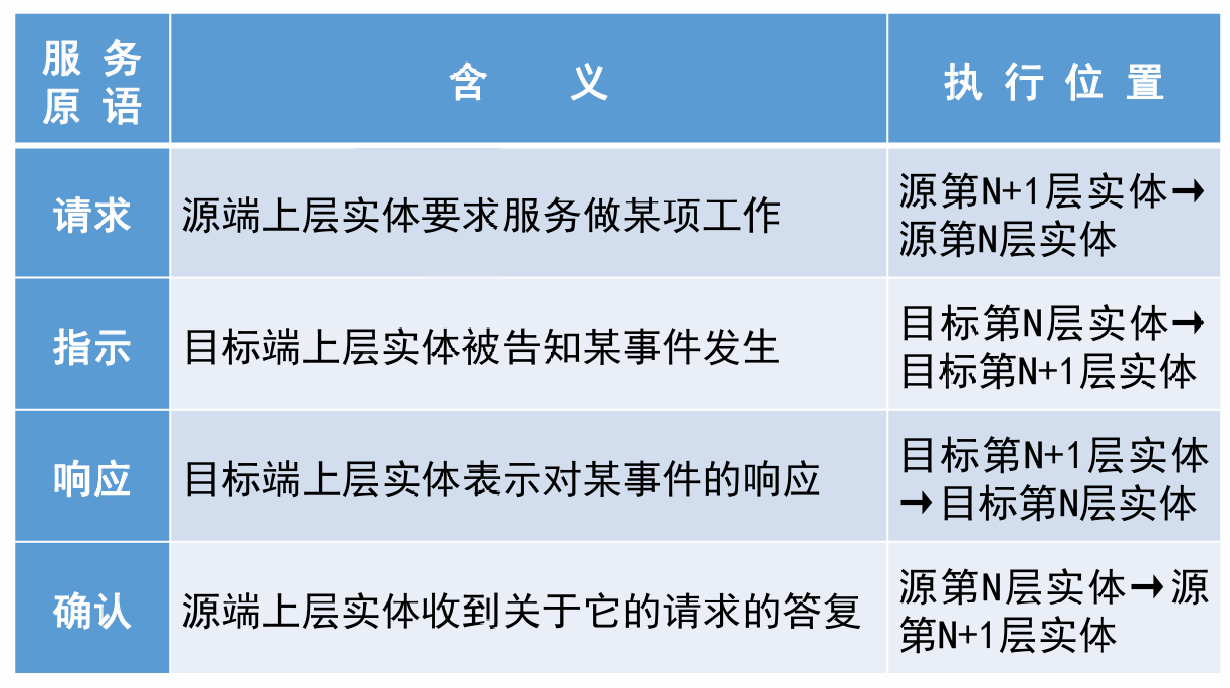 服 务
原 语
含 义
执 行 位 置
请求
源端上层实体要求服务做某项工作
源第N+1层实体→
源第N层实体
指示
目标端上层实体被告知某事件发生
目标第N层实体→
目标第N+1层实体
响应
目标端上层实体表示对某事件的响应
目标第N+1层实体
→目标第N层实体
确认
源端上层实体收到关于它的请求的答复
源第N层实体→源
第N+1层实体